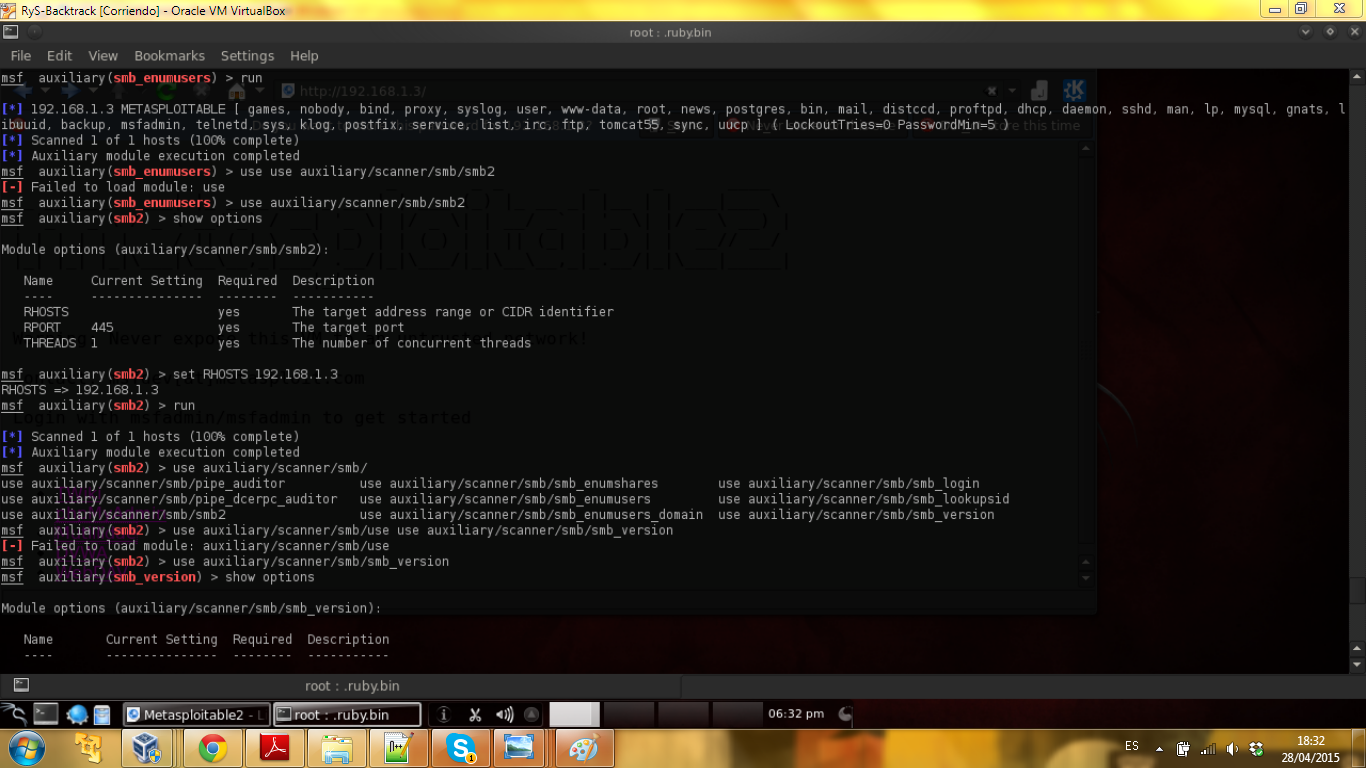 RyS-Backtrack [Corriendo] - Oracle VM VirtualBox
root : .ruby.bin
File Edit View Bookmarks Settings Help
msf auxiliary(smb_enumusers) > run
http://192.168.1.3/
[*] 192.168.1.3 METASPLOITABLE [ games, nobody, bind, proxy, syslog, user, www-data, root, news, postgres, bin, mail, distccd, proftpd, dhcp, daemon, sshd, man, lp, mysql, gnats, l
ibuuid, backup, msfadmin, telnetd, sys, klog, postfix, service, list, irc, ftp, tomcat55, sync, uucp ] ( LockoutTries=0 PasswordMin=5 )
[*] Scanned 1 of 1 hosts (100% complete)
[*] Auxiliary module execution completed
msf auxiliary(smb_enumusers) > use use auxiliary/scanner/smb/smb2
[-] Failed to load module: use
msf auxiliary(smb_enumusers) > use auxiliary/scanner/smb/smb2
msf auxiliary(smb2) > show options
Module options (auxiliary/scanner/smb/smb2):
Name Current Setting Required Description
---- --------------- -------- -----------
RHOSTS yes The target address range or CIDR identifier
RPORT 445 yes The target port
THREADS 1 yes The number of concurrent threads
msf auxiliary(smb2) > set RHOSTS 192.168.1.3
RHOSTS => 192.168.1.3
msf auxiliary(smb2) > run
Login with msfadmin/msfadmin to get started
[*] Scanned 1 of 1 hosts (100% complete)
[*] Auxiliary module execution completed
msf auxiliary(smb2) > use auxiliary/scanner/smb/
use auxiliary/scanner/smb/pipe_auditor use auxiliary/scanner/smb/smb_enumshares use auxiliary/scanner/smb/smb_login
use auxiliary/scanner/smb/pipe_dcerpc_auditor use auxiliary/scanner/smb/smb_enumusers use auxiliary/scanner/smb/smb_lookupsid
use auxiliary/scanner/smb/smb2 use auxiliary/scanner/smb/smb_enumusers_domain use auxiliary/scanner/smb/smb_version
msf auxiliary(smb2) > use auxiliary/scanner/smb/use use auxiliary/scanner/smb/smb_version
[-] Failed to load module: auxiliary/scanner/smb/use
msf auxiliary(smb2) > use auxiliary/scanner/smb/smb_version
msf auxiliary(smb_version) > show options
Module options (auxiliary/scanner/smb/smb_version):
Name Current Setting Required Description
---- --------------- -------- -----------
root : .ruby.bin
Metasploitable2 - L
root : .ruby.bin
06:32 pm
ES
18:32
28/04/2015